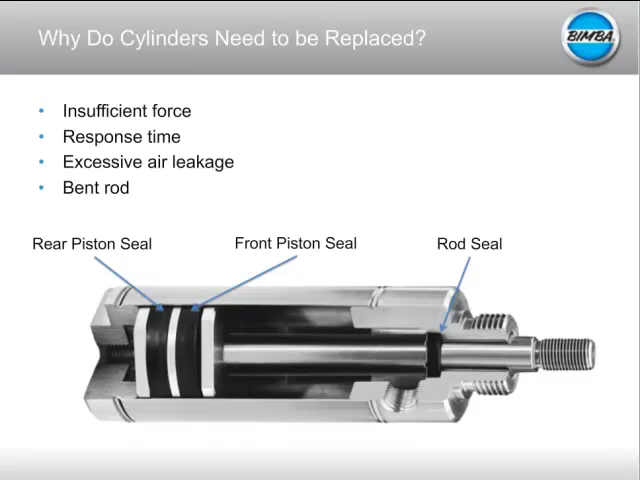 Why Do Cylinders Need to be Replaced?
BIMBA
• Insufficient force
• Response time
• Excessive air leakage
• Bent rod
Rear Piston Seal
Front Piston Seal
Rod Seal